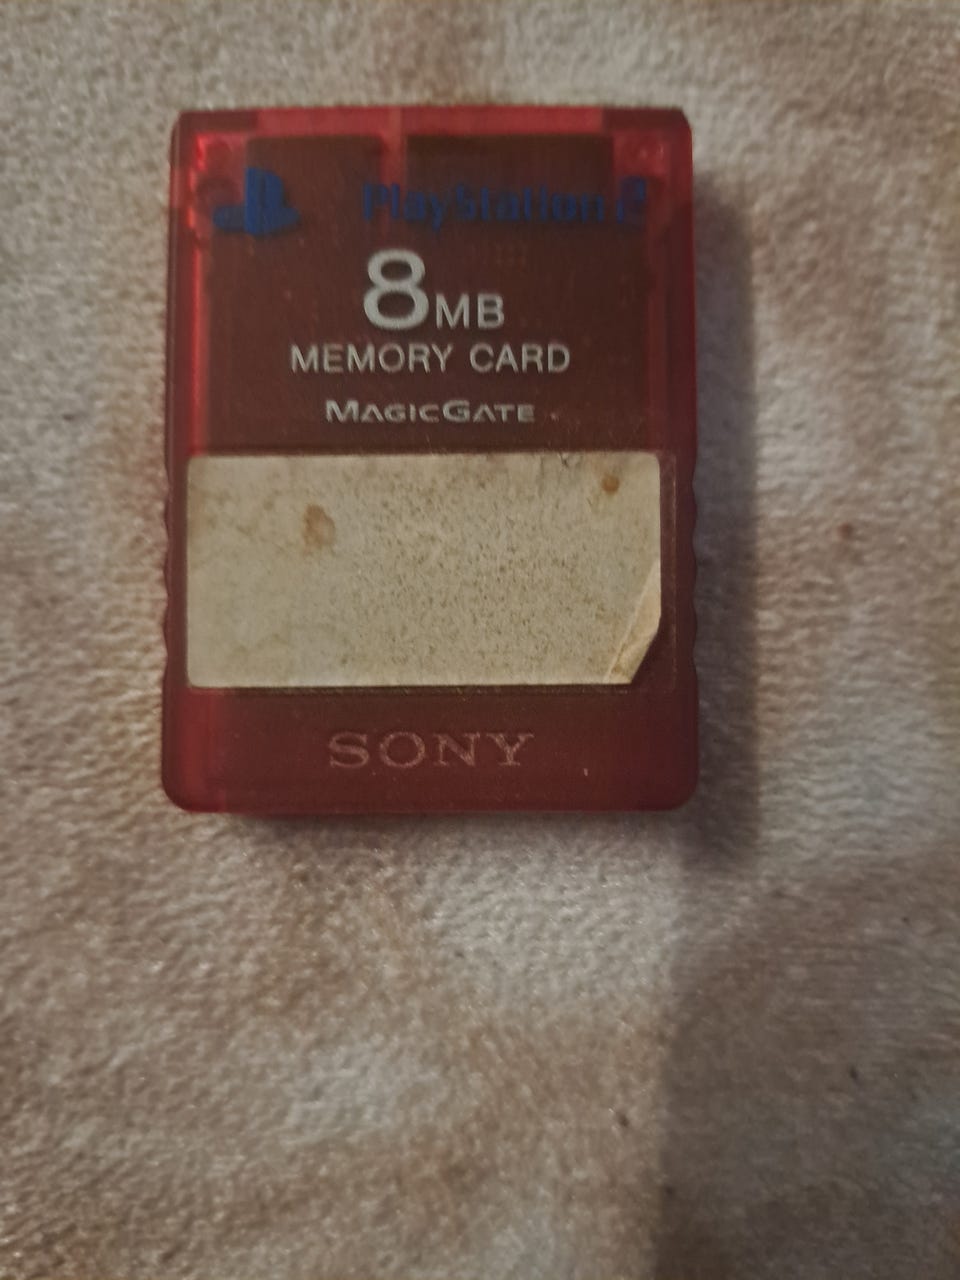 PlayStation 2
8MB
MEMORY CARD
MAGICGATE
SONY